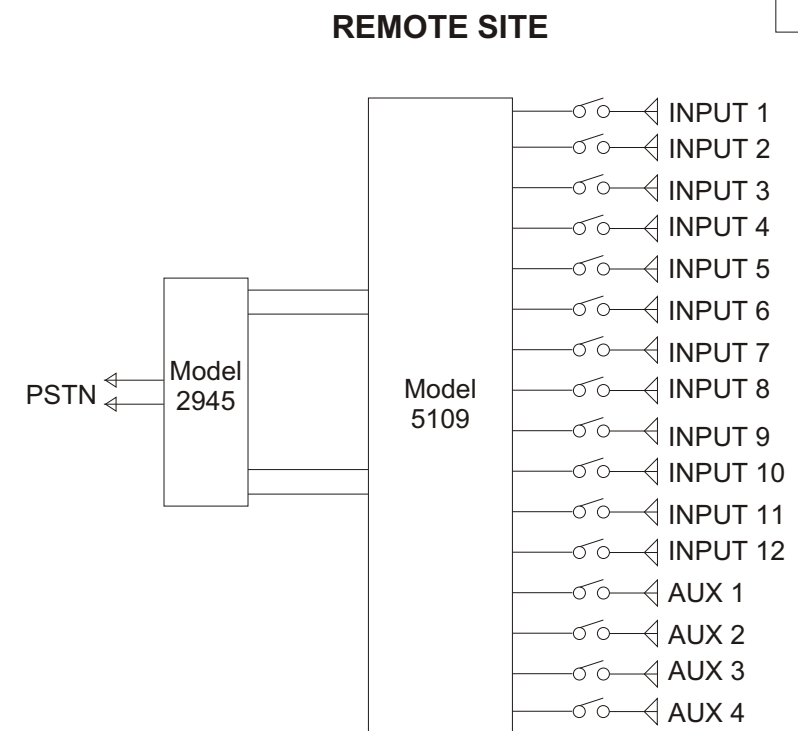 REMOTE SITE
INPUT 1
INPUT 2
INPUT 3
INPUT 4
INPUT 5
INPUT 6
INPUT 7
INPUT 8
INPUT 9
INPUT 10
INPUT 11
INPUT 12
AUX 1
AUX 2
AUX 3
AUX 4
PSTN
Model
2945
Model
5109